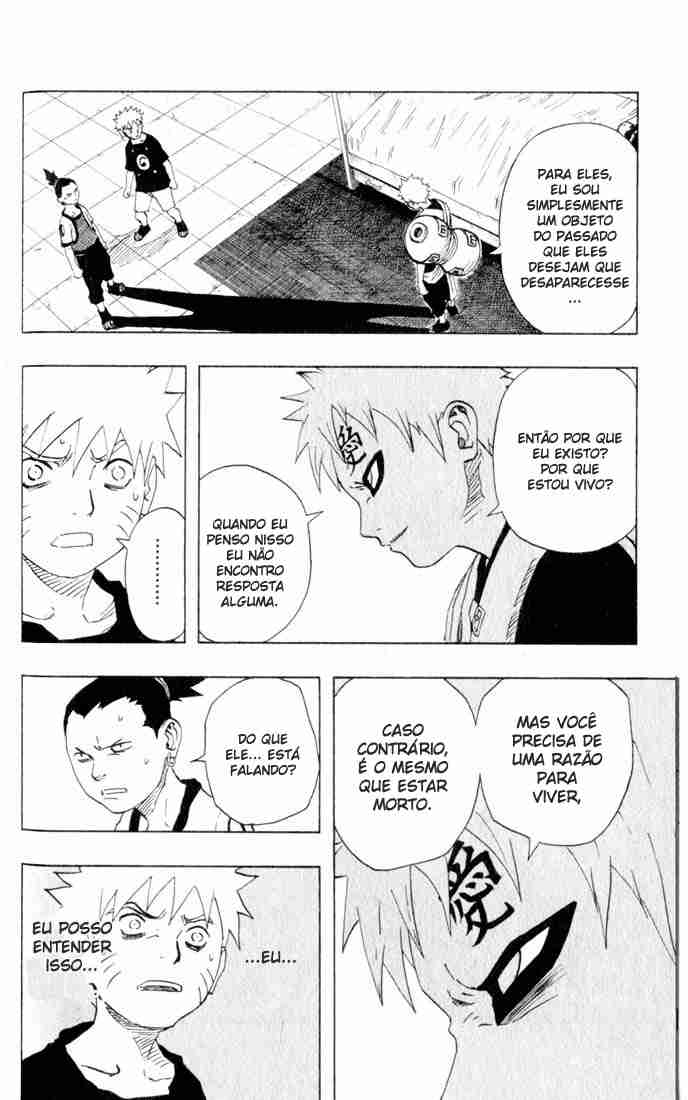 PARA ELES,
EU SOU
SIMPLESMENTE
UM OBJETO
DO PASSADO
QUE ELES
DESEJAM QUE
DESAPARECESSE
...
ENTÃO POR QUE
EU EXISTO?
POR QUE
ESTOU VIVO?
愛
QUANDO EU
PENSO NISSO
EU NÃO
ENCONTRO
RESPOSTA
ALGUMA.
..........
MAS VOCÊ
PRECISA DE
UMA RAZÃO
PARA
VIVER,
CASO
CONTRÁRIO,
É O MESMO
QUE ESTAR
MORTO.
愛
DO QUE
ELE... ESTÁ
FALANDO?
...EU...
EU POSSO
ENTENDER
ISSO...